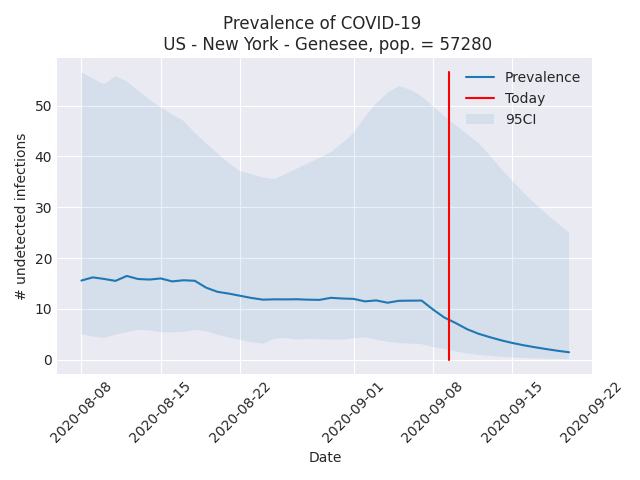 Prevalence of COVID-19
US - New York - Genesee, pop. = 57280
Prevalence
Today
95CI
# undetected infections
50
40
30
20
10
0
2020-08-08
2020-08-15
2020-08-22
2020-09-01
2020-09-08
2020-09-15
2020-09-22
Date